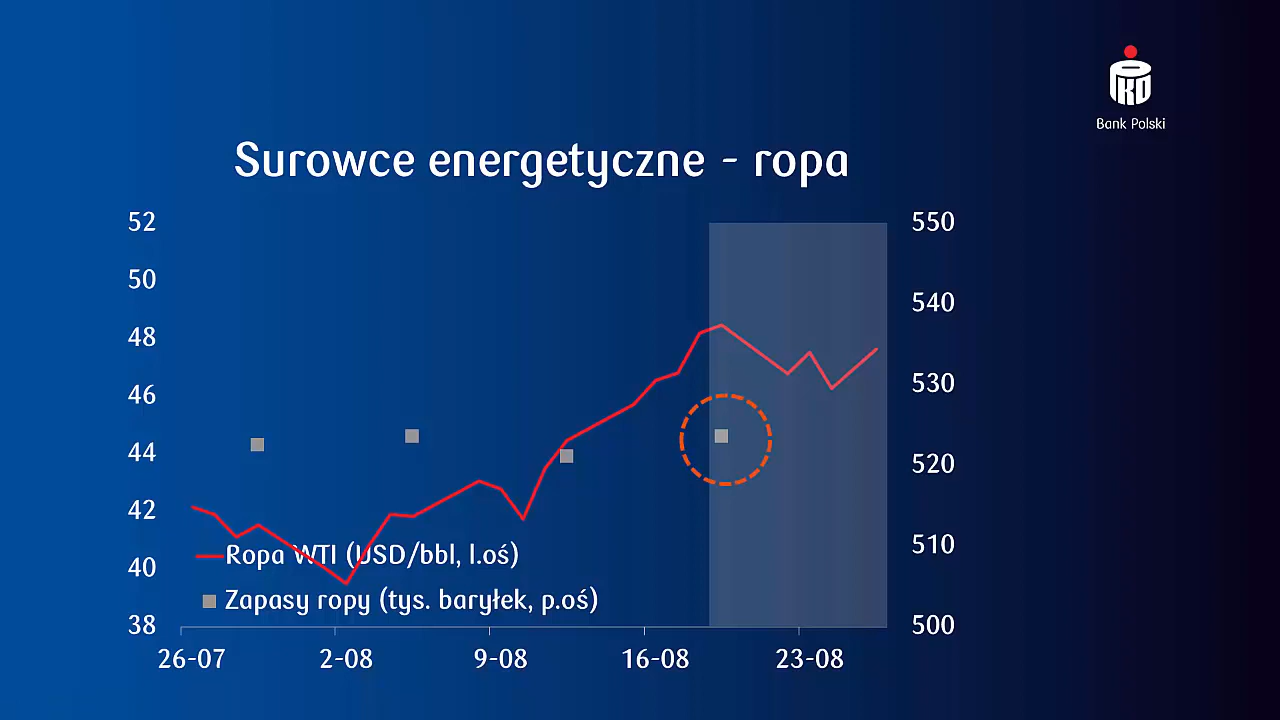 PKO
Bank Polski
Surowce energetyczne - ropa
52
50
48
46
44
42
40
38
550
540
530
520
510
500
Ropa WTI (USD/bbl, l.oś)
Zapasy ropy (tys. baryłek, p.oś)
26-07 2-08 9-08 16-08 23-08